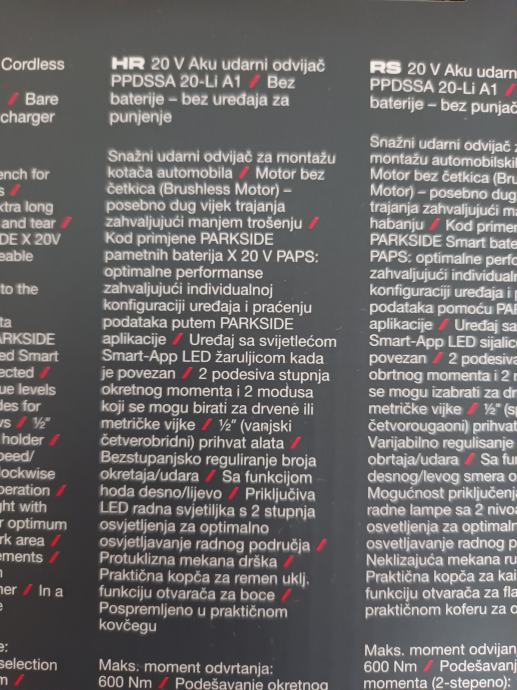 Cordless
/ Bare
charger
ench for
s /
xtra long
and tear /
DE X 20V
eable
to the
ta
ARKSIDE
ed Smart
ected /
ue levels
des for
ws / ½"
holder /
peed/
lockwise
peration /
ght with
r optimum
rk area /
ements /
n
her / In a
e
e:
selection
m /
HR 20 V Aku udarni odvijač
PPDSSA 20-Li A1 / Bez
baterije – bez uređaja za
punjenje
Snažni udarni odvijač za montažu
kotača automobila / Motor bez
četkica (Brushless Motor) –
posebno dug vijek trajanja
zahvaljujući manjem trošenju /
Kod primjene PARKSIDE
pametnih baterija X 20 V PAPS:
optimalne performanse
zahvaljujući individualnoj
konfiguraciji uređaja i praćenju
podataka putem PARKSIDE
aplikacije / Uređaj sa svijetlećom
Smart-App LED žaruljicom kada
je povezan / 2 podesiva stupnja
okretnog momenta i 2 modusa
koji se mogu birati za drvene ili
metričke vijke / ½" (vanjski
četverobridni) prihvat alata /
Bezstupanjsko reguliranje broja
okretaja/udara / Sa funkcijom
hoda desno/lijevo / Priključiva
LED radna svjetiljka s 2 stupnja
osvjetljenja za optimalno
osvjetljavanje radnog područja /
Protuklizna mekana drška /
Praktična kopča za remen uklj.
funkciju otvarača za boce /
Pospremljeno u praktičnom
kovčegu
Maks. moment odvrtanja:
600 Nm / Podešavanje okretnog
RS 20 V Aku udarn
PPDSSA 20-Li A1 /
baterije – bez punjač
Snažni udarni odvijač z
montažu automobilski
Motor bez četkica (Bru
Motor) – posebno dug
trajanja zahvaljujući ma
habanju / Kod primen
PARKSIDE Smart bate
PAPS: optimalne perfo
zahvaljujući individualn
konfiguraciji uređaja i p
podataka pomoću PAR
aplikacije / Uređaj sa
Smart-App LED sijalic
povezan / 2 podesiva
obrtnog momenta i 2 r
se mogu izabrati za dr
metričke vijke / ½" (sp
četvorougaoni) prihvat
Varijabilno regulisanje
obrtaja/udara / Sa fun
desnog/levog smera o
Mogućnost priključenja
radne lampe sa 2 nivoa
osvetljenja za optimaln
osvetljavanje radnog p
Neklizajuća mekana ru
Praktična kopča za kai
funkciju otvarača za fla
praktičnom koferu za o
Maks. moment odvijan
600 Nm / Podešavanj
momenta (2-stepeno):